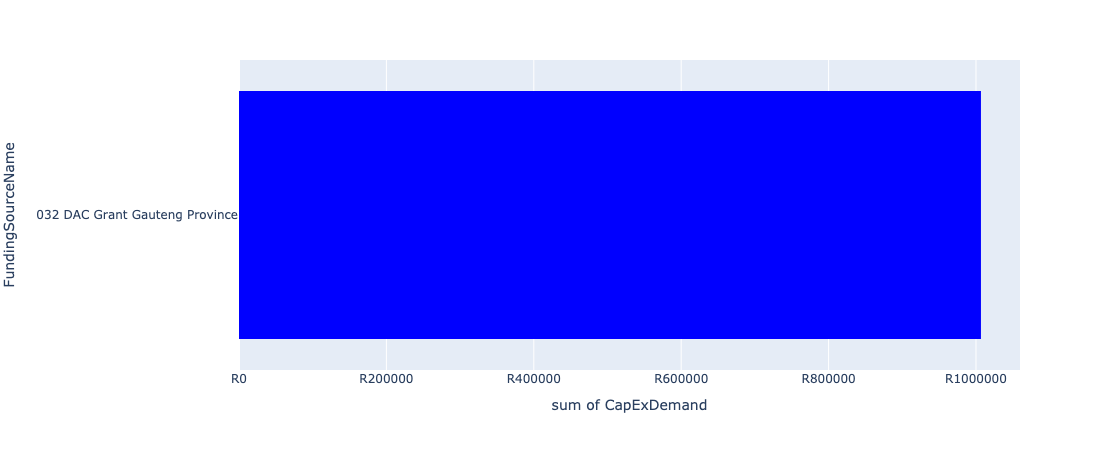 FundingSourceName
032 DAC Grant Gauteng Province
R0 R200000 R400000 R600000 R800000 R1000000
sum of CapExDemand